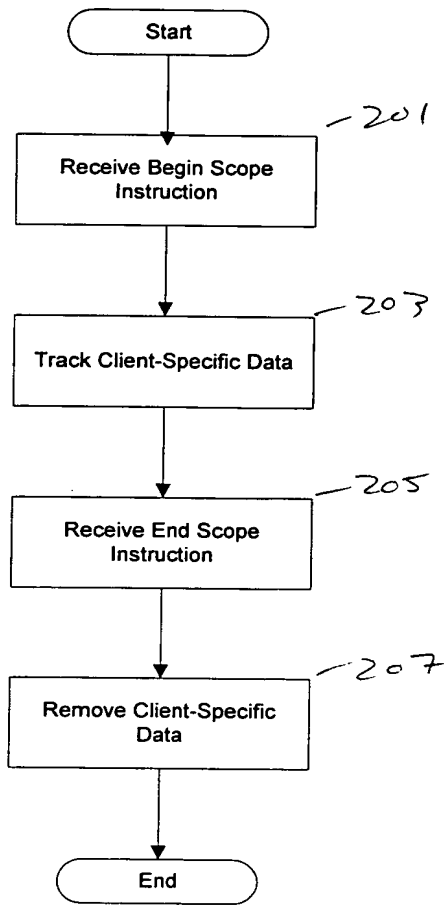 Start
201
Receive Begin Scope
Instruction
203
Track Client-Specific Data
205
Receive End Scope
Instruction
207
Remove Client-Specific
Data
End